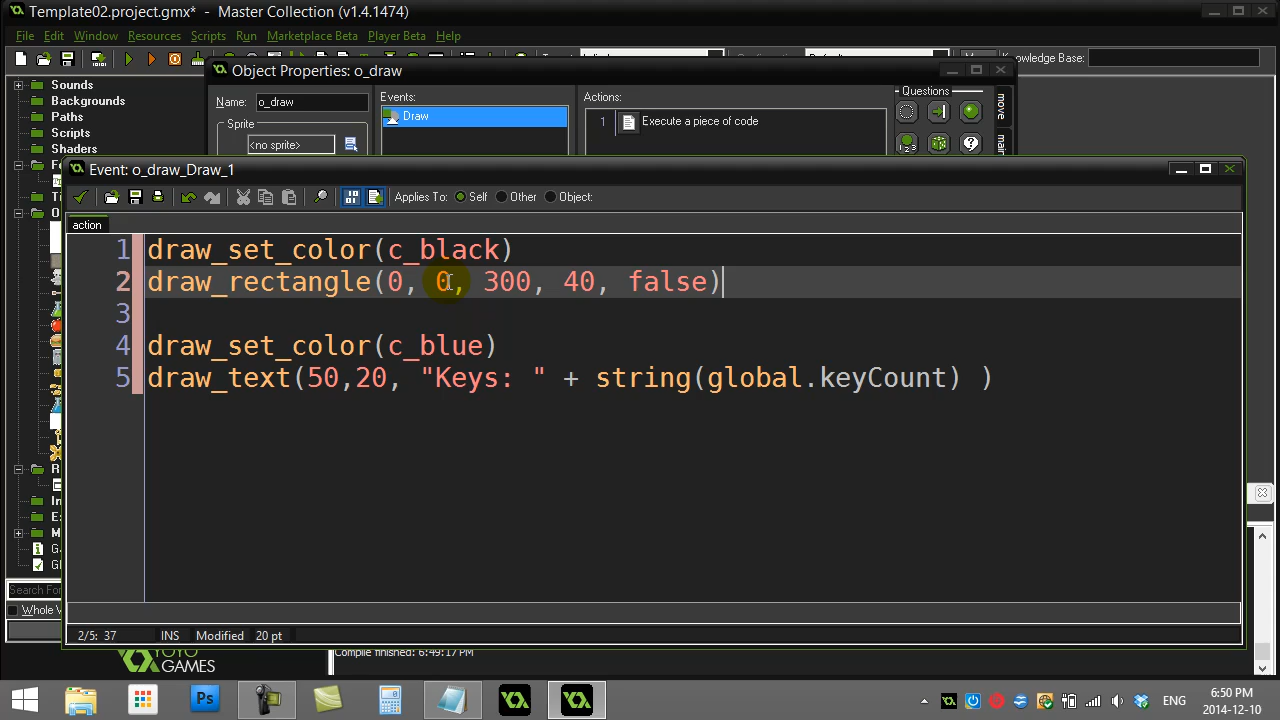 Template02.project.gmx* - Master Collection (v1.4.1474)
File Edit Window Resources Scripts Run Marketplace Beta Player Beta Help
Knowledge Base:
Sounds
Backgrounds
Paths
Scripts
Shaders
Object Properties: o_draw
Name: o_draw
Sprite
<no sprite>
Events:
Draw
Actions:
1 Execute a piece of code
Questions
move
Event: o_draw_Draw_1
Applies To: Self Other Object:
action
1 draw_set_color(c_black)
2 draw_rectangle(0, 0, 300, 40, false)
3
4 draw_set_color(c_blue)
5 draw_text(50,20, "Keys: " + string(global.keyCount) )
2/5: 37 INS Modified 20 pt
YOYO
GAMES
Compile finished: 6:49:17 PM
Ps
ENG
6:50 PM
2014-12-10